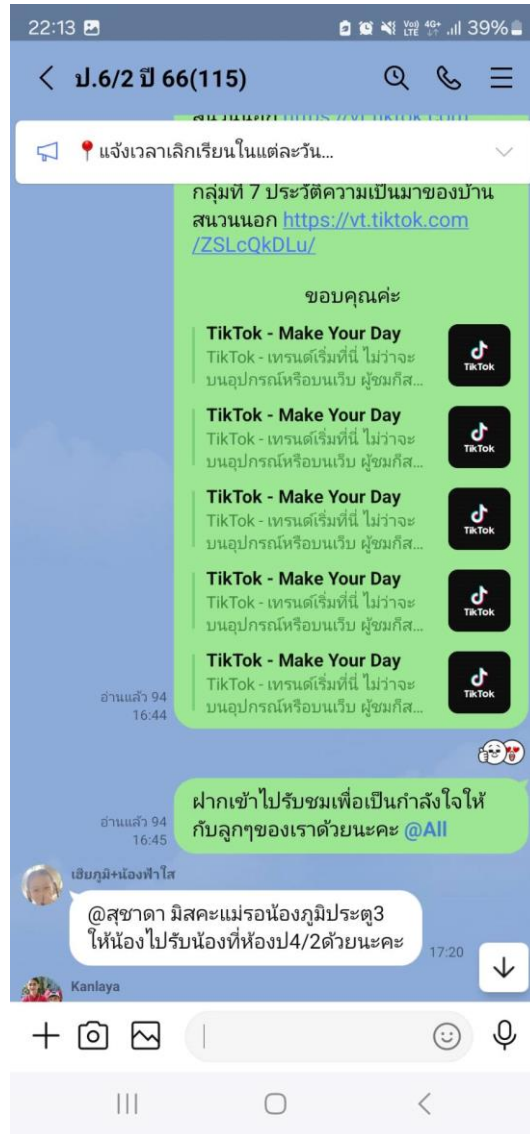 22:13
Vo)) LTE 4G+ 39%
ป.6/2 ปี 66(115)
สนวนนอก https://vt.tiktok.com
📍แจ้งเวลาเลิกเรียนในแต่ละวัน...
กลุ่มที่ 7 ประวัติความเป็นมาของบ้าน
สนวนนอก https://vt.tiktok.com
/ZSLcQkDLu/
ขอบคุณค่ะ
TikTok - Make Your Day
TikTok - เทรนด์เริ่มที่นี่ ไม่ว่าจะ
บนอุปกรณ์หรือบนเว็บ ผู้ชมก็ส...
TikTok
TikTok - Make Your Day
TikTok - เทรนด์เริ่มที่นี่ ไม่ว่าจะ
บนอุปกรณ์หรือบนเว็บ ผู้ชมก็ส...
TikTok
TikTok - Make Your Day
TikTok - เทรนด์เริ่มที่นี่ ไม่ว่าจะ
บนอุปกรณ์หรือบนเว็บ ผู้ชมก็ส...
TikTok
TikTok - Make Your Day
TikTok - เทรนด์เริ่มที่นี่ ไม่ว่าจะ
บนอุปกรณ์หรือบนเว็บ ผู้ชมก็ส...
TikTok
TikTok - Make Your Day
TikTok - เทรนด์เริ่มที่นี่ ไม่ว่าจะ
บนอุปกรณ์หรือบนเว็บ ผู้ชมก็ส...
TikTok
อ่านแล้ว 94
16:44
ฝากเข้าไปรับชมเพื่อเป็นกำลังใจให้
กับลูกๆของเราด้วยนะคะ @All
อ่านแล้ว 94
16:45
เฮียภูมิ+น้องฟ้าใส
@สุชาดา มิสคะแม่รอน้องภูมิประตู3
ให้น้องไปรับน้องที่ห้องป4/2ด้วยนะคะ
17:20
Kanlaya